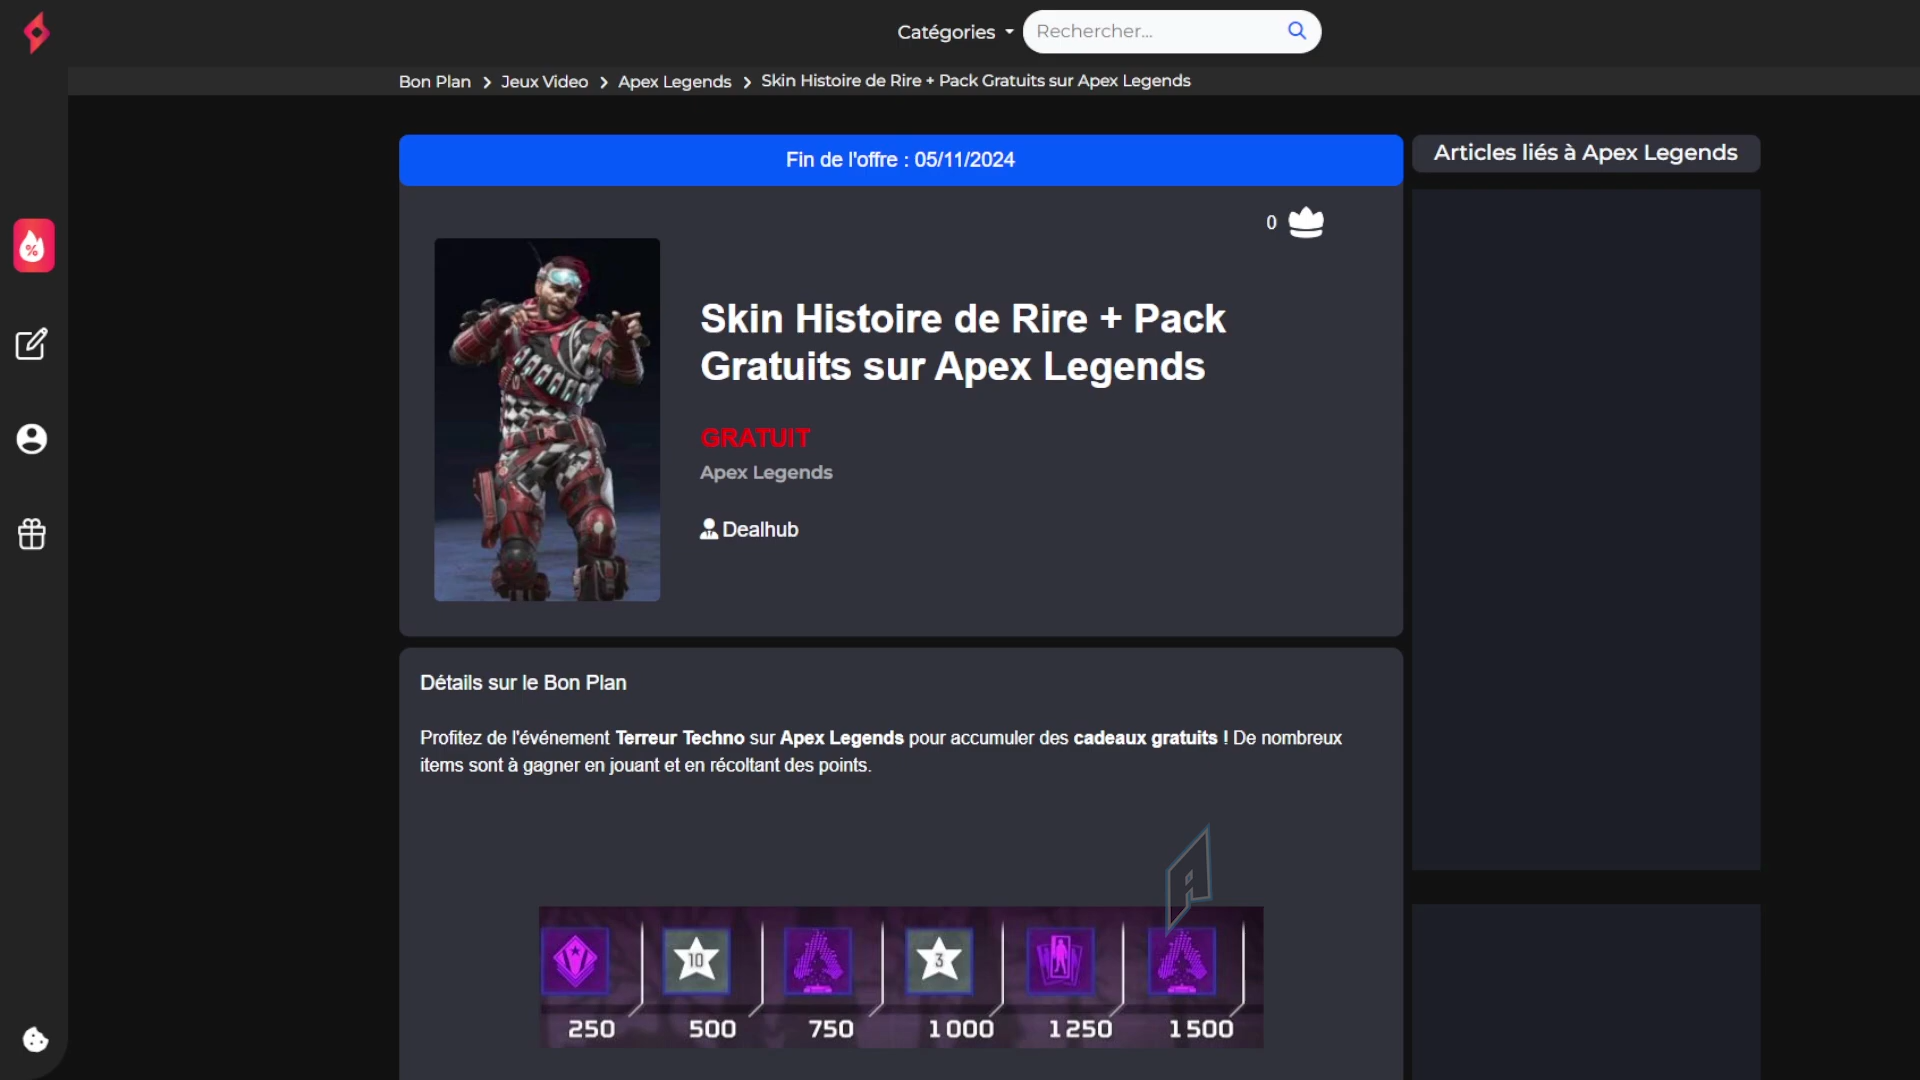 Catégories
Rechercher...
Bon Plan > Jeux Video > Apex Legends > Skin Histoire de Rire + Pack Gratuits sur Apex Legends
Fin de l'offre : 05/11/2024
Articles liés à Apex Legends
0
Skin Histoire de Rire + Pack
Gratuits sur Apex Legends
GRATUIT
Apex Legends
Dealhub
Détails sur le Bon Plan
Profitez de l'événement Terreur Techno sur Apex Legends pour accumuler des cadeaux gratuits ! De nombreux
items sont à gagner en jouant et en récoltant des points.
10
3
250 500 750 1 000 1 250 1 500